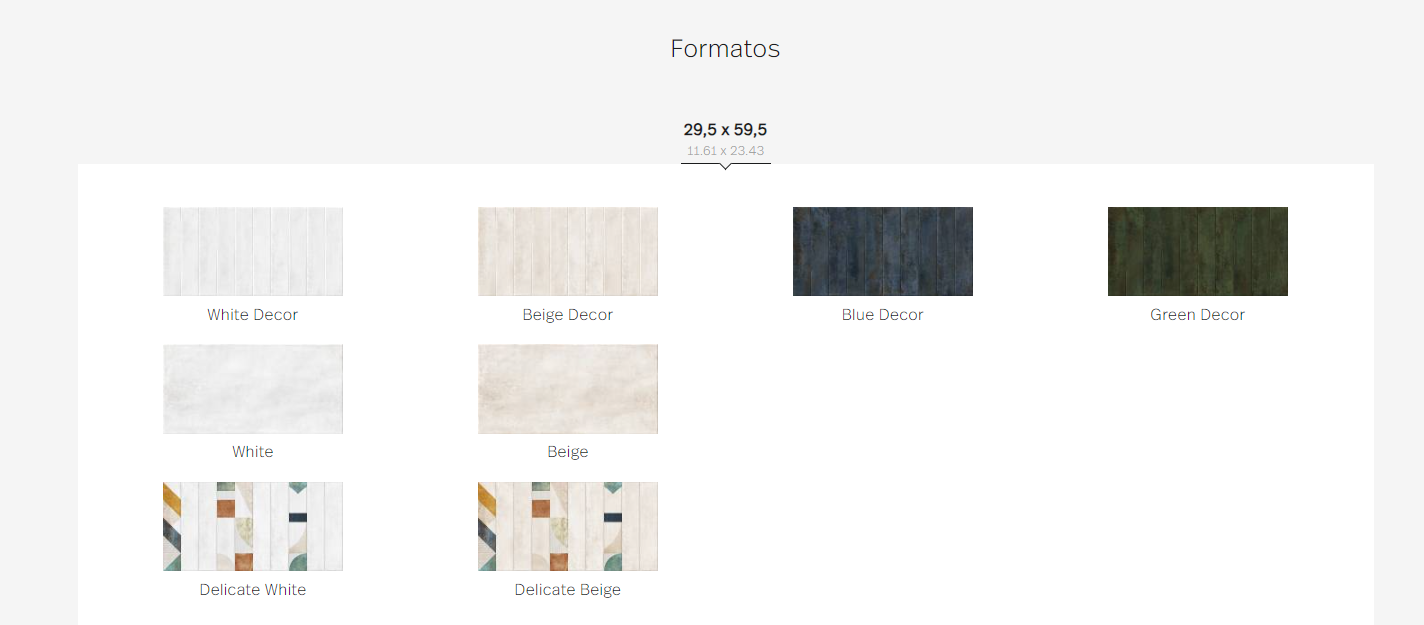 Formatos
29,5 x 59,5
11.61 x 23.43
White Decor
Beige Decor
Blue Decor
Green Decor
White
Beige
Delicate White
Delicate Beige